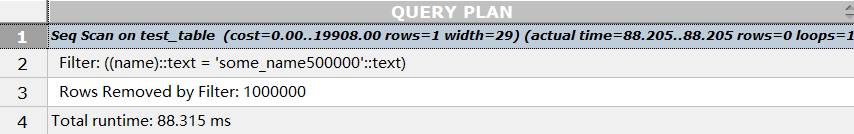 QUERY PLAN
1 Seq Scan on test_table (cost=0.00..19908.00 rows=1 width=29) (actual time=88.205..88.205 rows=0 loops=1
2 Filter: ((name)::text = 'some_name500000'::text)
3 Rows Removed by Filter: 1000000
4 Total runtime: 88.315 ms